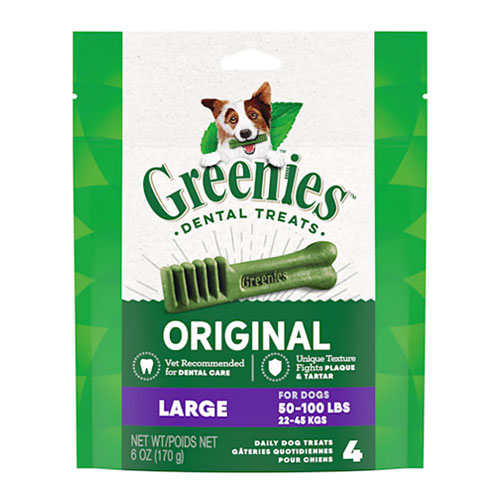 Greenies™
• DENTAL TREATS •
Greenies
ORIGINAL
Vet Recommended
for DENTAL CARE
Unique Texture
Fights PLAQUE
& TARTAR
LARGE
FOR DOGS
50-100 LBS
22-45 KGS
NET WT/POIDS NET
6 OZ (170 g)
DAILY DOG TREATS
GÂTERIES QUOTIDIENNES
POUR CHIENS
4